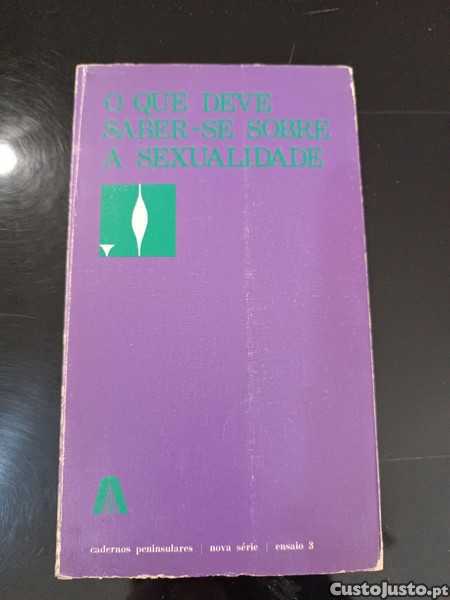 O QUE DEVE
SABER-SE SOBRE
A SEXUALIDADE
cadernos peninsulares | nova série | ensaio 3
CustoJusto.pt